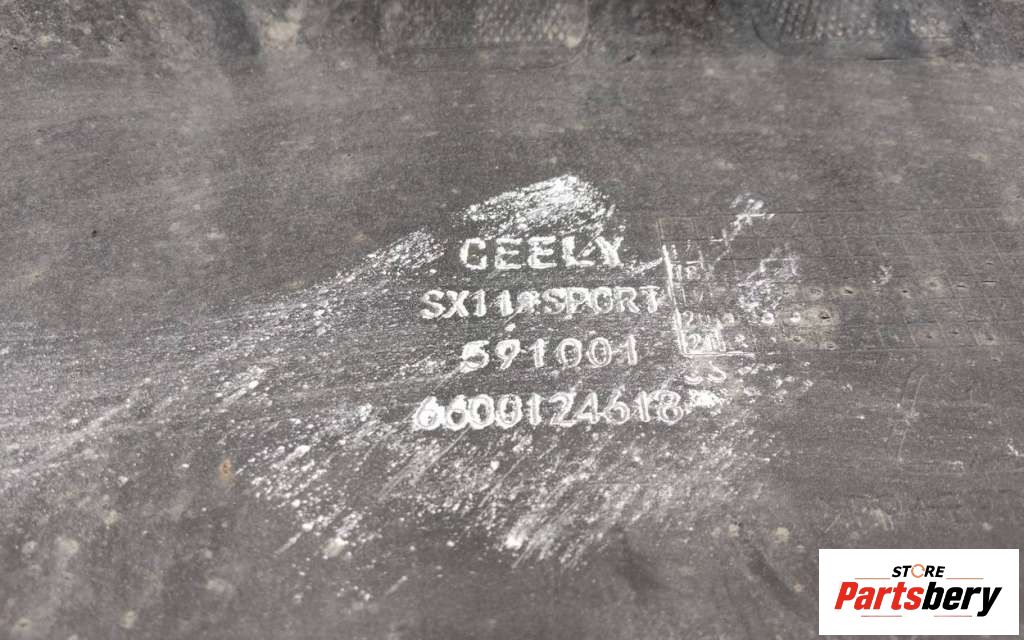 GEELY
SX11*SPORT
591001
6600124618
STORE
Partsbery